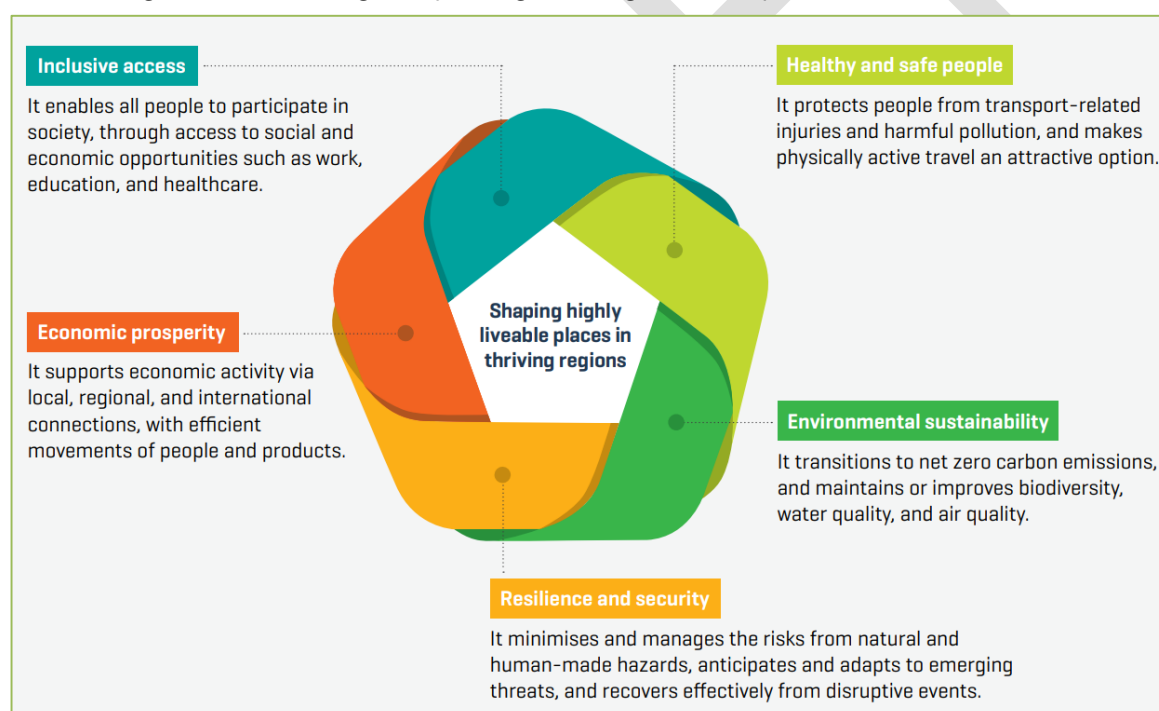 Inclusive access
It enables all people to participate in
society, through access to social and
economic opportunities such as work,
education, and healthcare.
Healthy and safe people
It protects people from transport-related
injuries and harmful pollution, and makes
physically active travel an attractive option.
Shaping highly
liveable places in
thriving regions
Economic prosperity
It supports economic activity via
local, regional, and international
connections, with efficient
movements of people and products.
Environmental sustainability
It transitions to net zero carbon emissions,
and maintains or improves biodiversity,
water quality, and air quality.
Resilience and security
It minimises and manages the risks from natural and
human-made hazards, anticipates and adapts to emerging
threats, and recovers effectively from disruptive events.